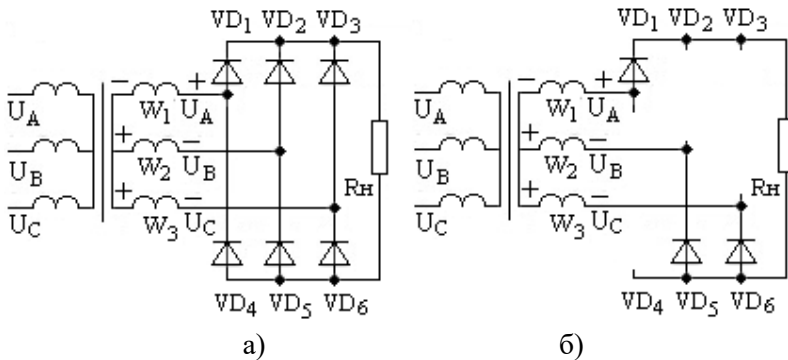 VD1 VD2 VD3
UA
W1 UA
UB
W2 UB
Rн
UC
W3 UC
VD4 VD5 VD6
а)
VD1 VD2 VD3
UA
W1 UA
UB
W2 UB
Rн
UC
W3 UC
VD4 VD5 VD6
б)